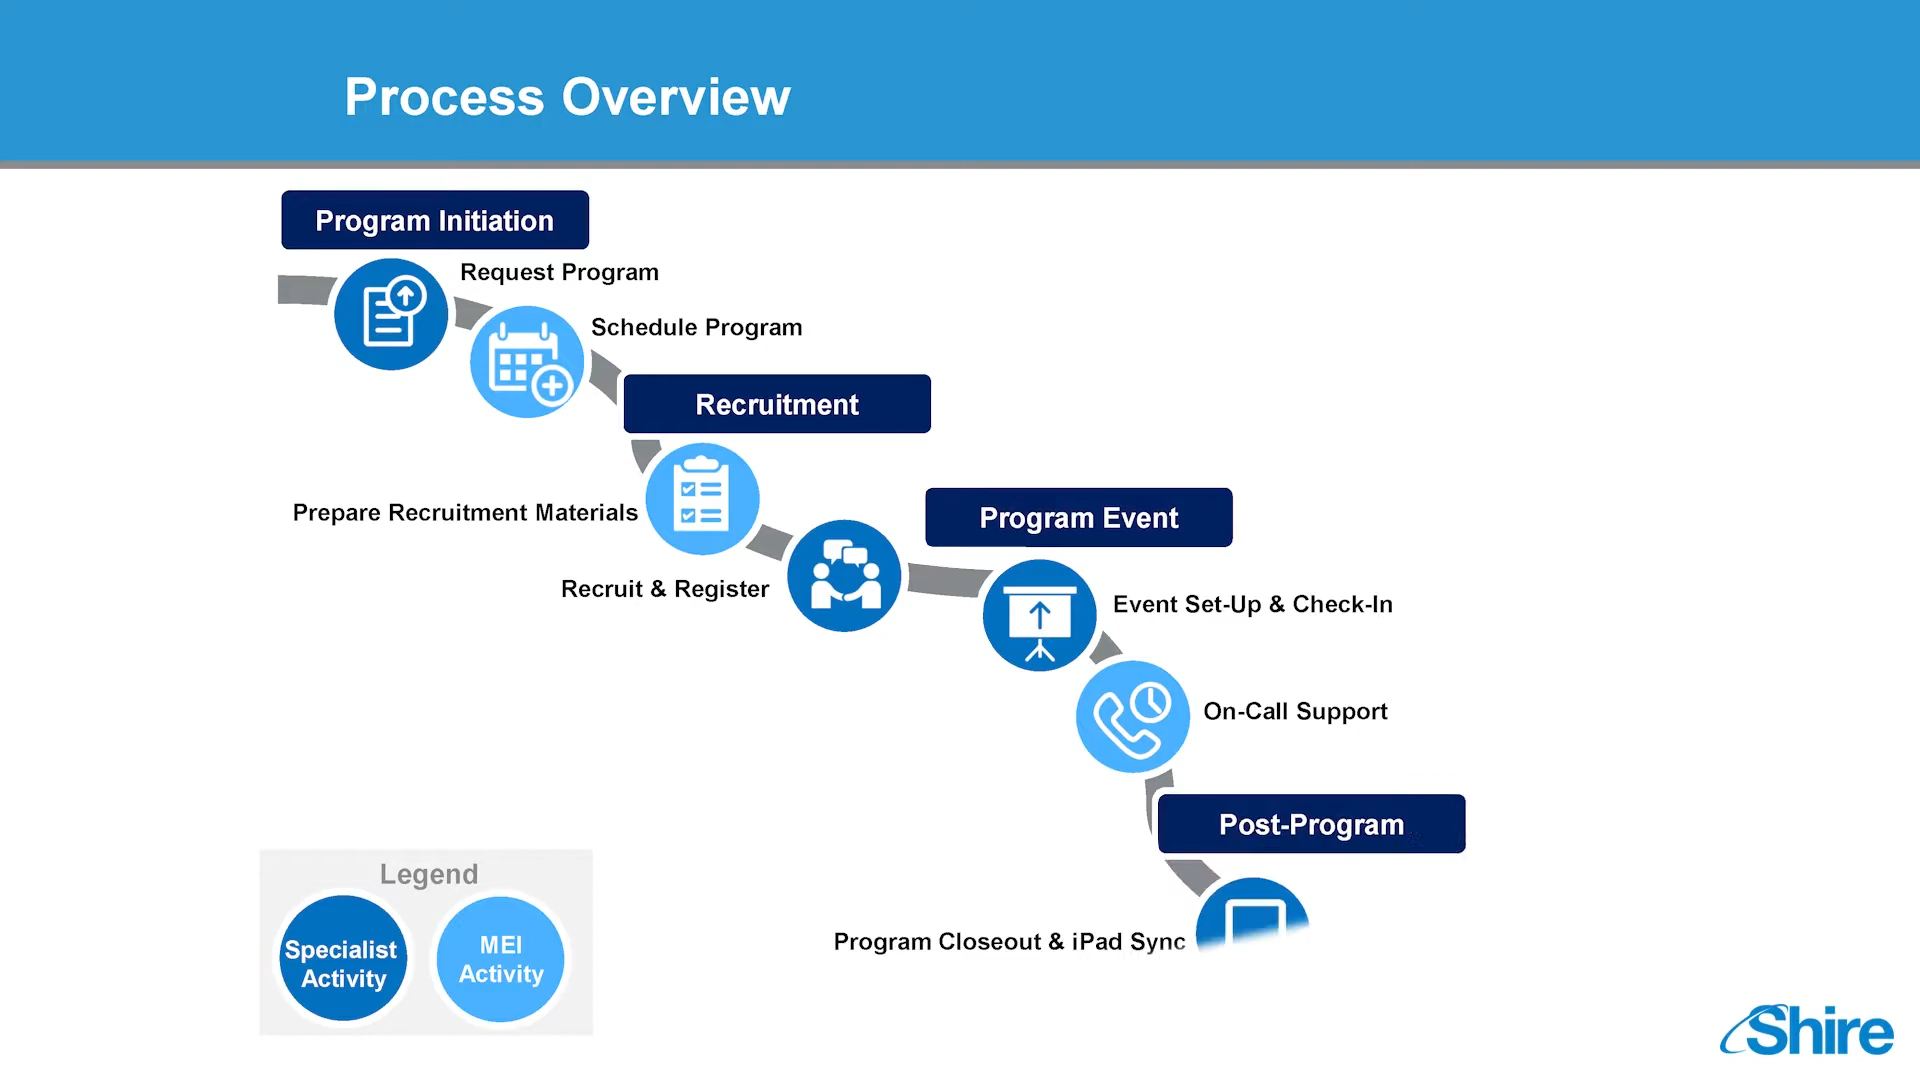 Process Overview
Program Initiation
Request Program
Schedule Program
Recruitment
Prepare Recruitment Materials
Recruit & Register
Program Event
Event Set-Up & Check-In
On-Call Support
Post-Program
Program Closeout & iPad Sync
Legend
Specialist
Activity
MEI
Activity
Shire